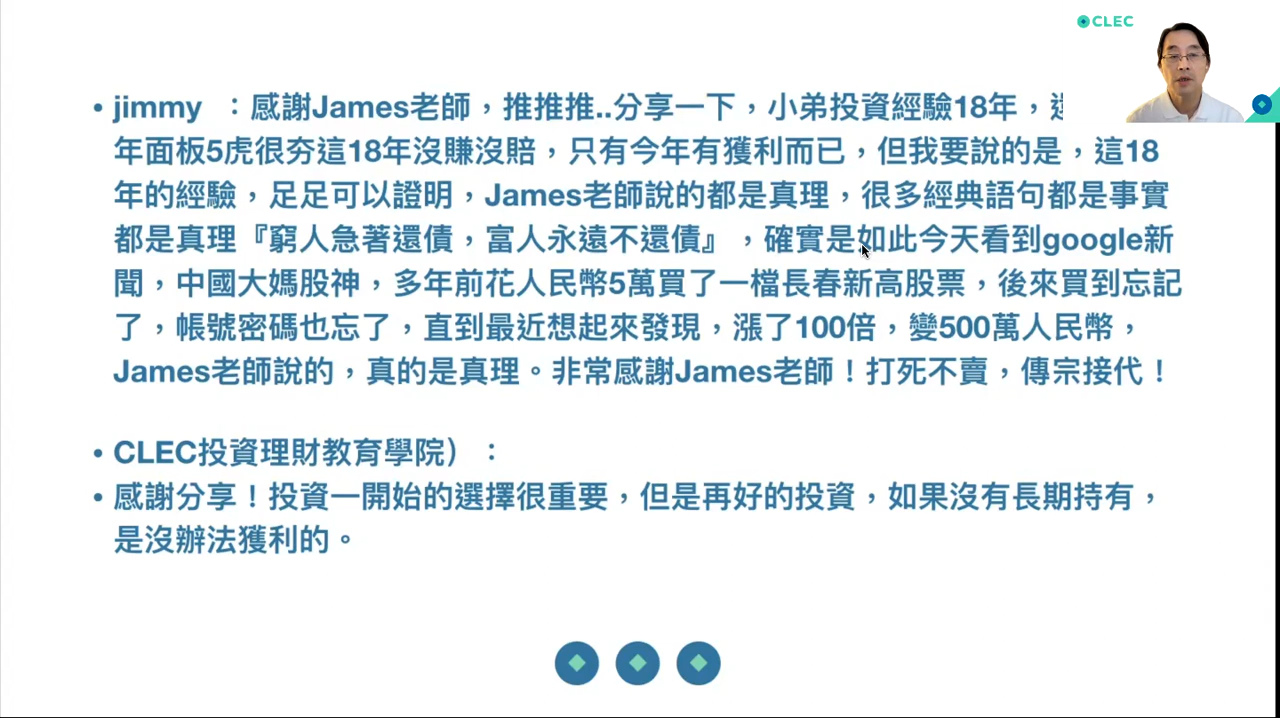 CLEC
• jimmy ：感謝James老師，推推推..分享一下，小弟投資經驗18年，
年面板5虎很夯這18年沒賺沒賠，只有今年有獲利而已，但我要說的是，這18
年的經驗，足足可以證明，James老師說的都是真理，很多經典語句都是事實
都是真理『窮人急著還債，富人永遠不還債』，確實是如此今天看到google新
聞，中國大媽股神，多年前花人民幣5萬買了一檔長春新高股票，後來買到忘記
了，帳號密碼也忘了，直到最近想起來發現，漲了100倍，變500萬人民幣，
James老師說的，真的是真理。非常感謝James老師！打死不賣，傳宗接代！
• CLEC投資理財教育學院）：
• 感謝分享！投資一開始的選擇很重要，但是再好的投資，如果沒有長期持有，
是沒辦法獲利的。